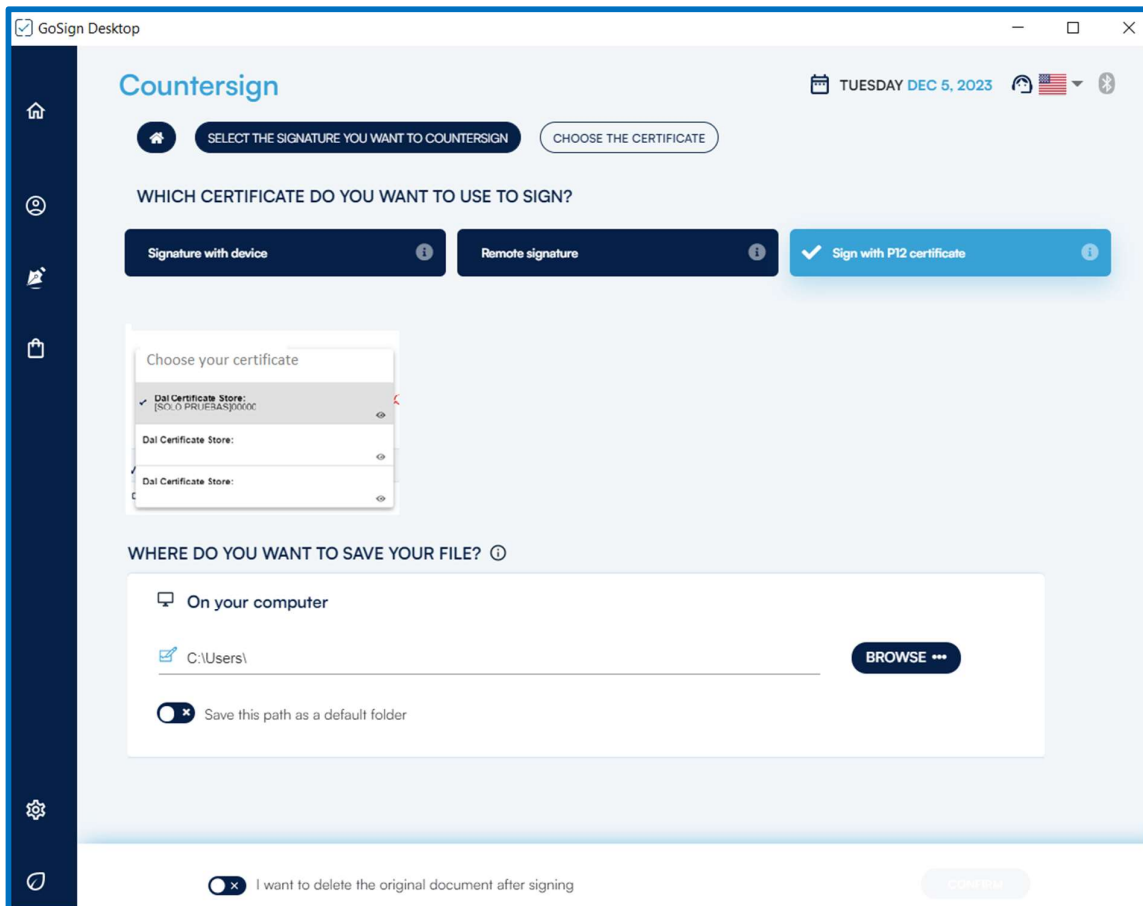 GoSign Desktop
Countersign
TUESDAY DEC 5, 2023
SELECT THE SIGNATURE YOU WANT TO COUNTERSIGN
CHOOSE THE CERTIFICATE
WHICH CERTIFICATE DO YOU WANT TO USE TO SIGN?
Signature with device
Remote signature
Sign with P12 certificate
Choose your certificate
Dal Certificate Store:
[SOLO PRUEBAS]00000
Dal Certificate Store:
Dal Certificate Store:
WHERE DO YOU WANT TO SAVE YOUR FILE?
On your computer
C:\Users\
BROWSE •••
Save this path as a default folder
I want to delete the original document after signing
CONFIRM